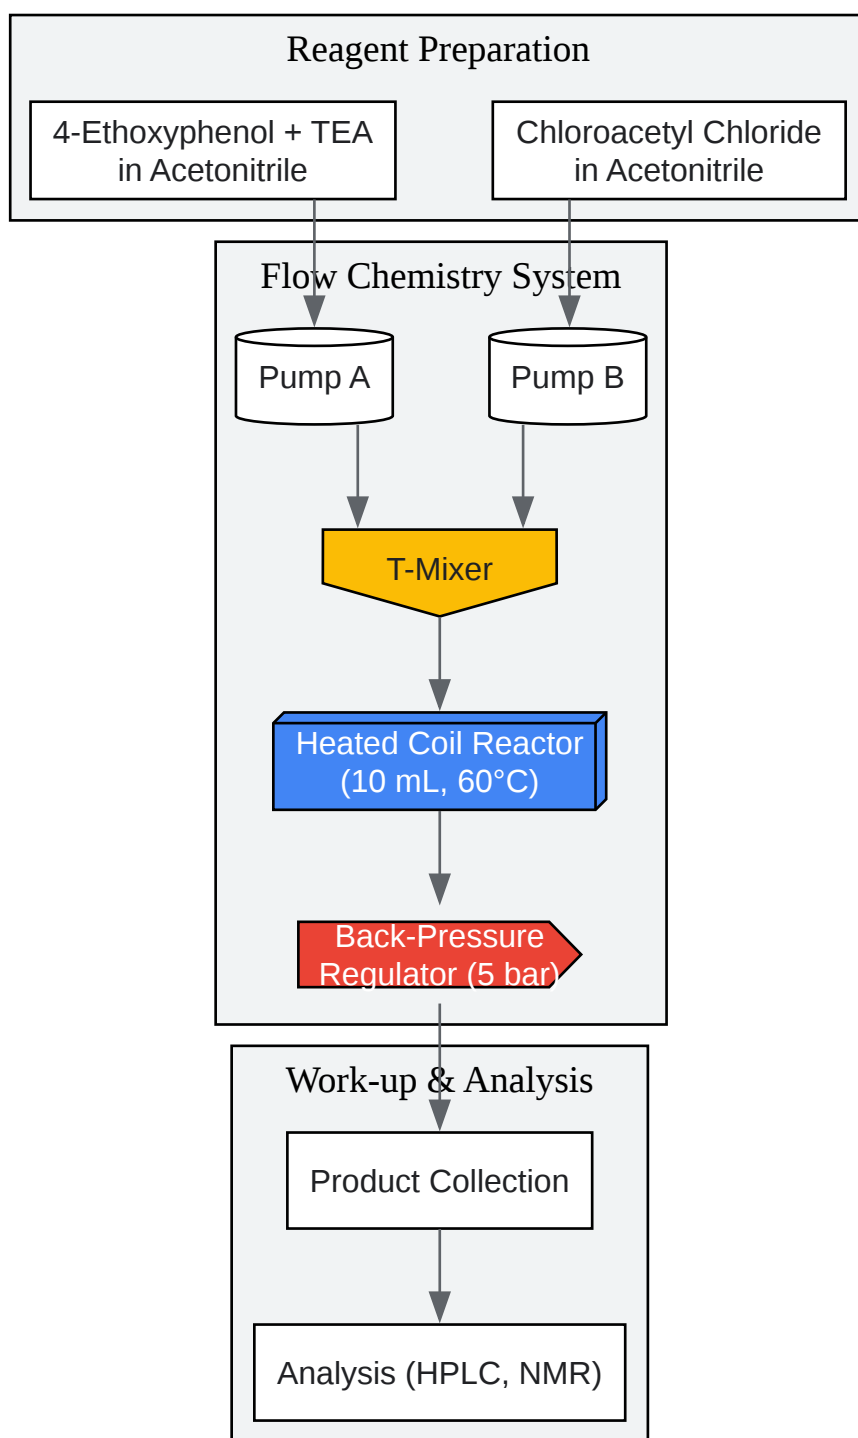 Reagent Preparation
4-Ethoxyphenol + TEA
in Acetonitrile
Chloroacetyl Chloride
in Acetonitrile
Flow Chemistry System
Pump A
Pump B
T-Mixer
Heated Coil Reactor
(10 mL, 60°C)
Back-Pressure
Regulator (5 bar)
Work-up & Analysis
Product Collection
Analysis (HPLC, NMR)